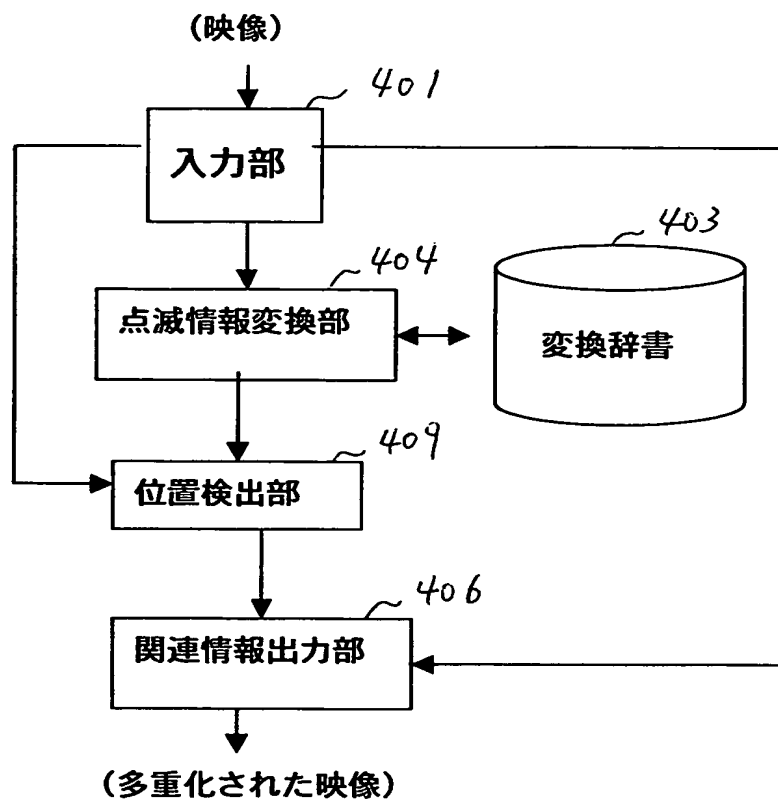 (映像)
401
入力部
404
点滅情報変換部
403
変換辞書
409
位置検出部
406
関連情報出力部
(多重化された映像)